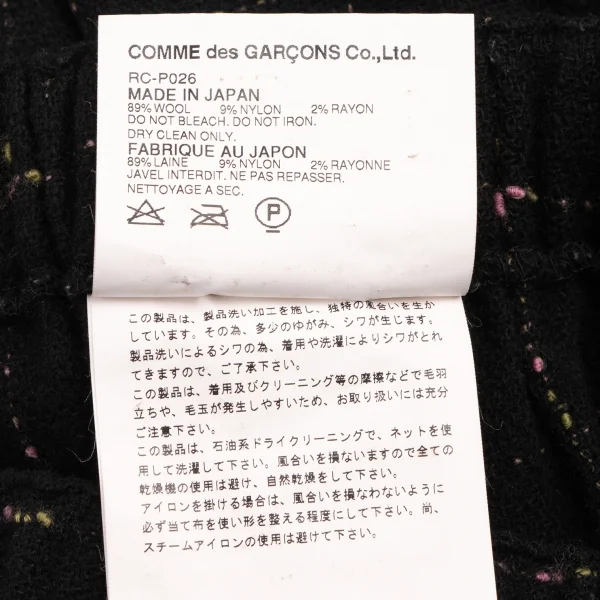 COMME des GARÇONS Co.,Ltd.
RC-P026
MADE IN JAPAN
89% WOOL 9% NYLON 2% RAYON
DO NOT BLEACH. DO NOT IRON.
DRY CLEAN ONLY.
FABRIQUE AU JAPON
89% LAINE 9% NYLON 2% RAYONNE
JAVEL INTERDIT. NE PAS REPASSER.
NETTOYAGE A SEC.
P
この製品は、製品洗い加工を施し、独特の風合いを生か
しています。その為、多少のゆがみ、シワが生じます。
製品洗いによるシワの為、着用や洗濯によりシワがとれ
てきますので、ご了承下さい。
この製品は、着用及びクリーニング等の摩擦などで毛羽
立ちや、毛玉が発生しやすいため、お取り扱いには充分
ご注意下さい。
この製品は、石油系ドライクリーニングで、ネットを使
用して洗濯して下さい。風合いを損ないますので全ての
乾燥機の使用は避け、自然乾燥をして下さい。
アイロンを掛ける場合は、風合いを損なわないように
必ず当て布を使い形を整える程度にして下さい。尚、
スチームアイロンの使用は避けて下さい。